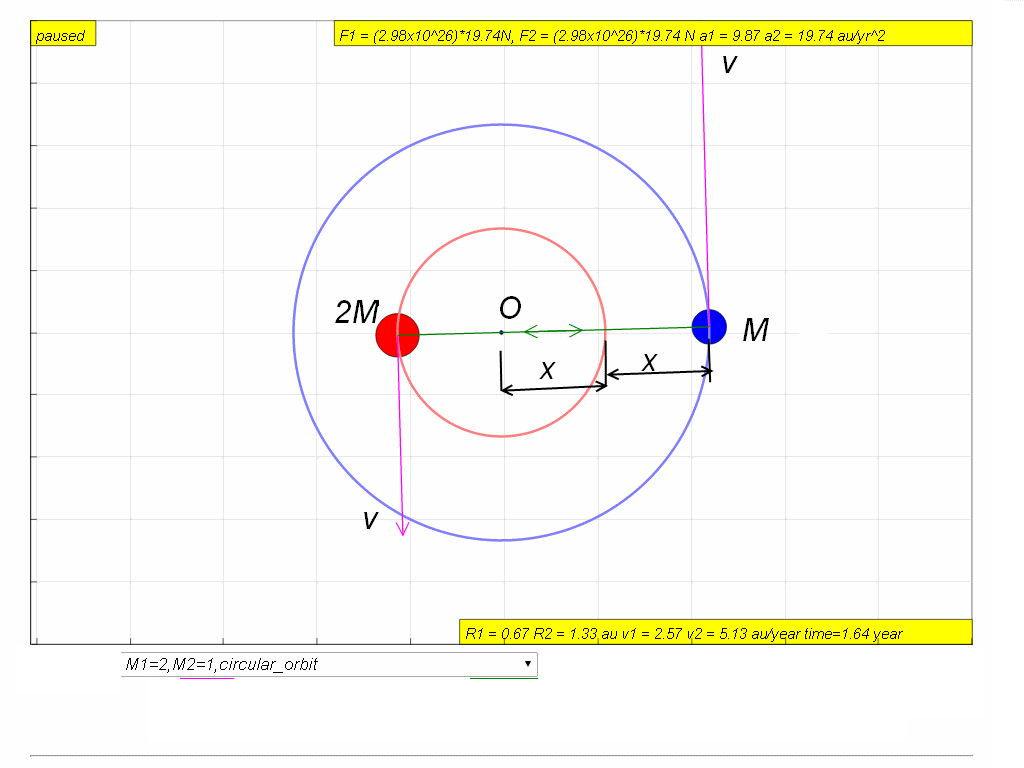 paused
F1 = (2.98x10^26)*19.74N, F2 = (2.98x10^26)*19.74 N a1 = 9.87 a2 = 19.74 au/yr^2
v
2M
O
M
X
X
v
R1 = 0.67 R2 = 1.33 au v1 = 2.57 v2 = 5.13 au/year time=1.64 year
M1=2,M2=1,circular_orbit